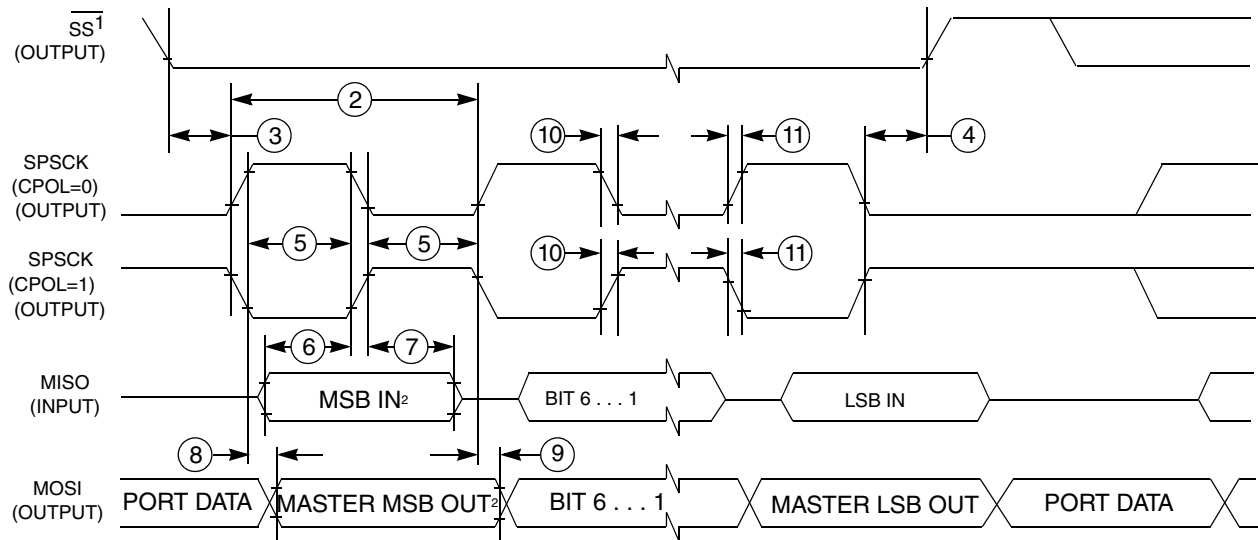 SS1
(OUTPUT)
2
3
10
11
4
SPSCK
(CPOL=0)
(OUTPUT)
5
5
SPSCK
(CPOL=1)
(OUTPUT)
10
11
6
7
MISO
(INPUT)
MSB IN2
BIT 6 . . . 1
LSB IN
8
9
MOSI
(OUTPUT)
PORT DATA
MASTER MSB OUT2
BIT 6 . . . 1
MASTER LSB OUT
PORT DATA